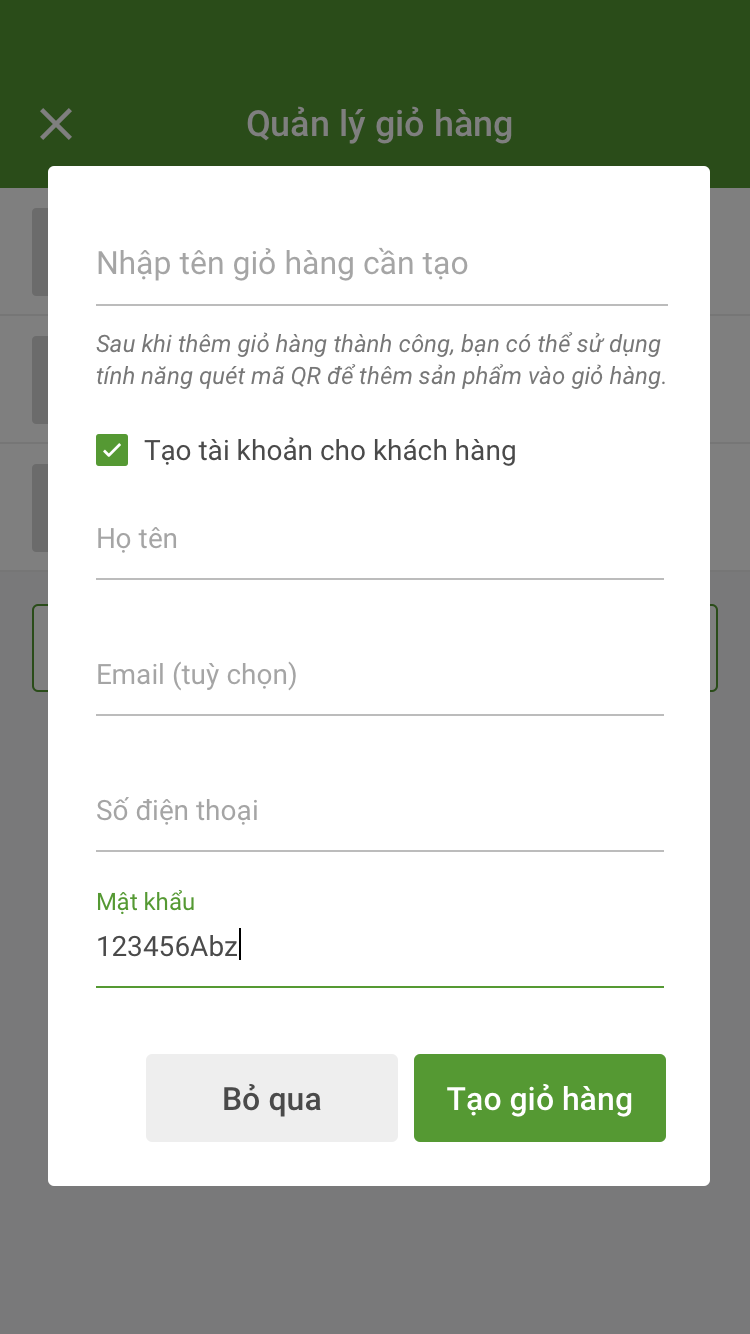 Quản lý giỏ hàng
Nhập tên giỏ hàng cần tạo
Sau khi thêm giỏ hàng thành công, bạn có thể sử dụng
tính năng quét mã QR để thêm sản phẩm vào giỏ hàng.
Tạo tài khoản cho khách hàng
Họ tên
Email (tuỳ chọn)
Số điện thoại
Mật khẩu
123456Abz
Bỏ qua
Tạo giỏ hàng